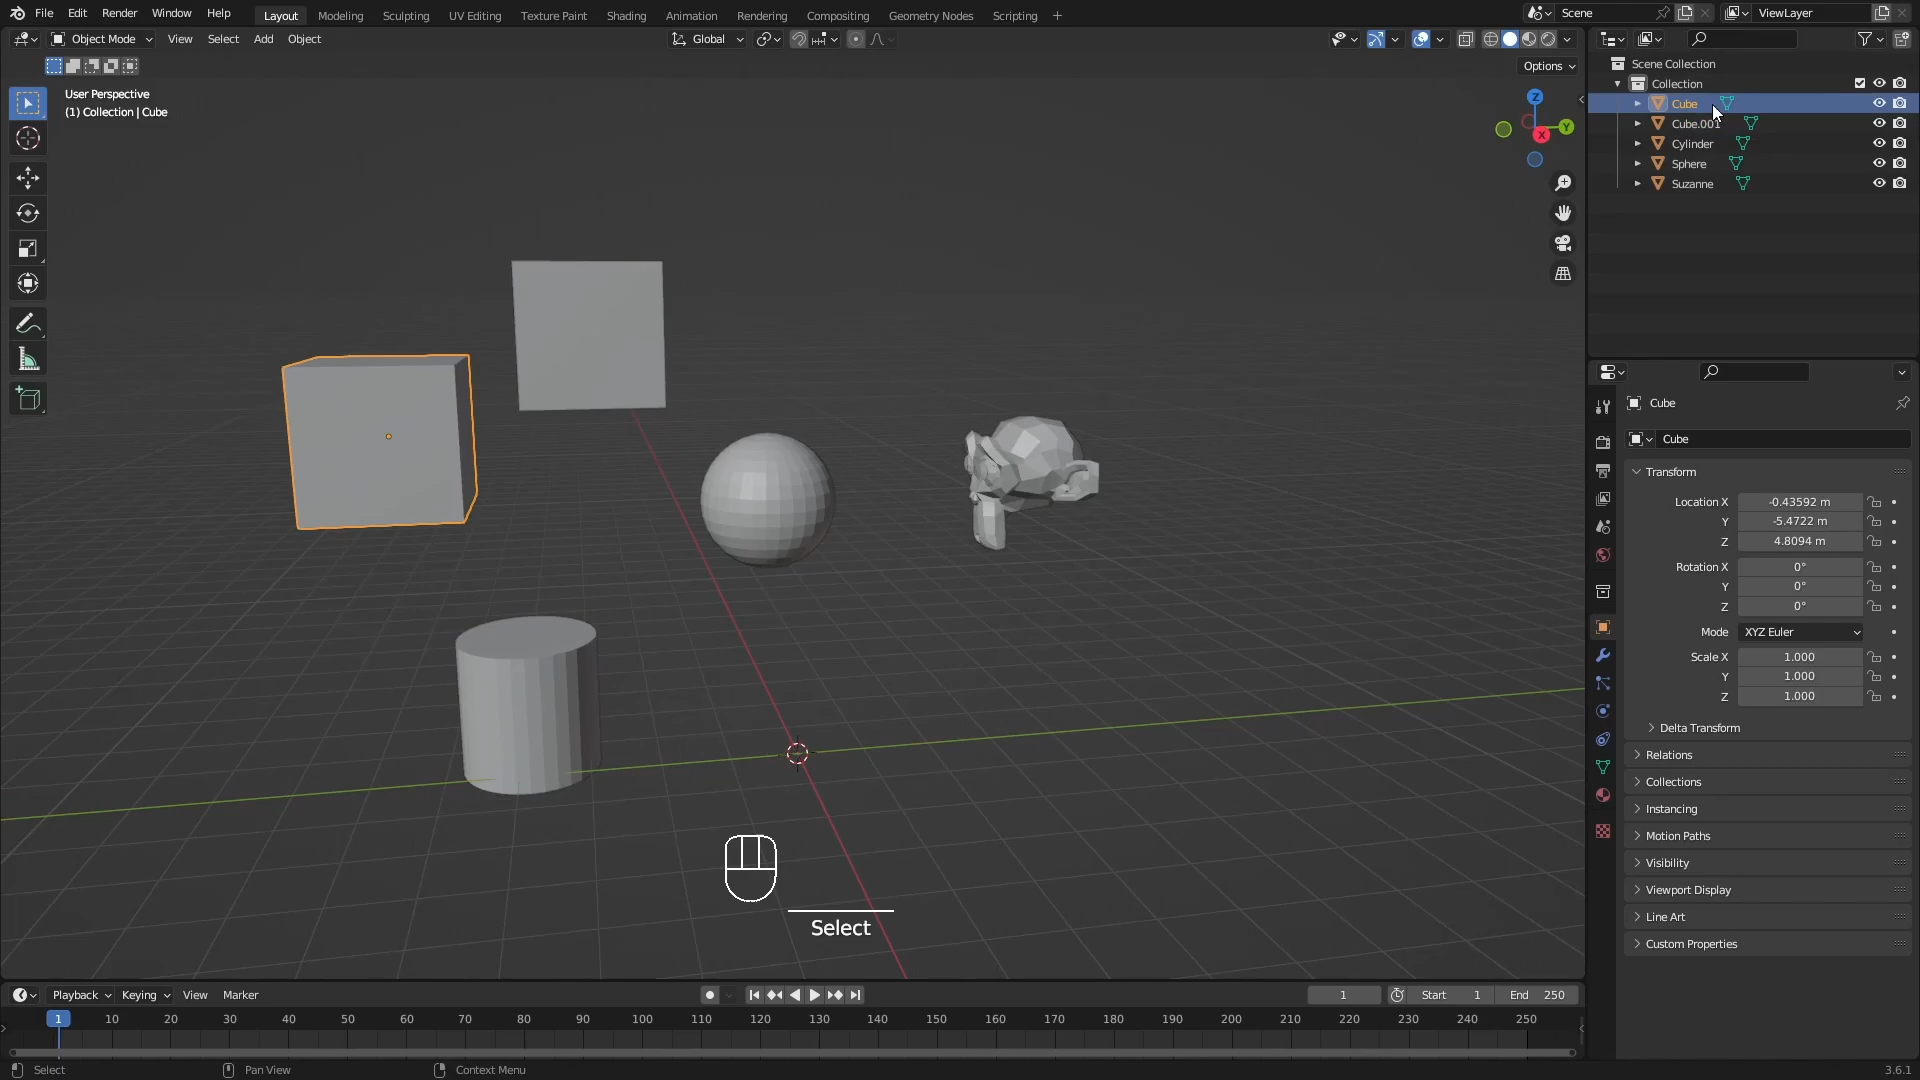 File Edit Render Window Help Layout Modeling Sculpting UV Editing Texture Paint Shading Animation Rendering Compositing Geometry Nodes Scripting + Scene ViewLayer
Object Mode View Select Add Object Global
Options
User Perspective
(1) Collection | Cube
Z
Y
X
Scene Collection
Collection
Cube
Cube.001
Cylinder
Sphere
Suzanne
Cube
Cube
Transform
Location X -0.43592 m
Y -5.4722 m
Z 4.8094 m
Rotation X 0°
Y 0°
Z 0°
Mode XYZ Euler
Scale X 1.000
Y 1.000
Z 1.000
Delta Transform
Relations
Collections
Instancing
Motion Paths
Visibility
Viewport Display
Line Art
Custom Properties
Select
Playback Keying View Marker 1 Start 1 End 250
1 10 20 30 40 50 60 70 80 90 100 110 120 130 140 150 160 170 180 190 200 210 220 230 240 250
Select Pan View Context Menu 3.6.1